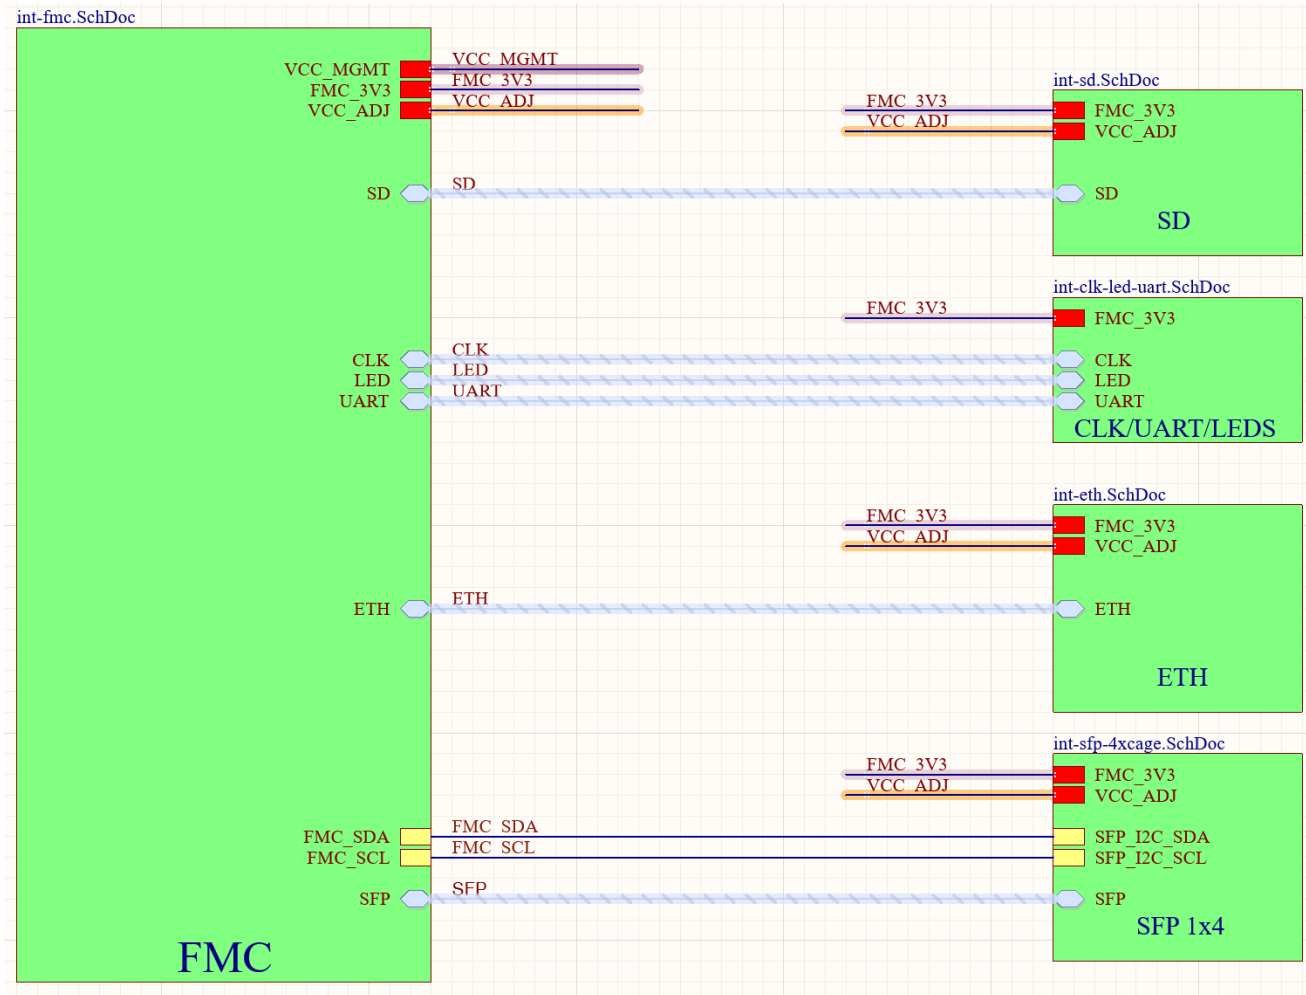 int-fmc.SchDoc
VCC_MGMT
VCC_MGMT
FMC_3V3
FMC_3V3
VCC_ADJ
VCC_ADJ
SD
SD
CLK
CLK
LED
LED
UART
UART
ETH
ETH
FMC_SDA
FMC_SDA
FMC_SCL
FMC_SCL
SFP
SFP
FMC
int-sd.SchDoc
FMC_3V3
FMC_3V3
VCC_ADJ
VCC_ADJ
SD
SD
int-clk-led-uart.SchDoc
FMC_3V3
FMC_3V3
CLK
LED
UART
CLK/UART/LEDS
int-eth.SchDoc
FMC_3V3
FMC_3V3
VCC_ADJ
VCC_ADJ
ETH
ETH
int-sfp-4xcage.SchDoc
FMC_3V3
FMC_3V3
VCC_ADJ
VCC_ADJ
SFP_I2C_SDA
SFP_I2C_SCL
SFP
SFP 1x4